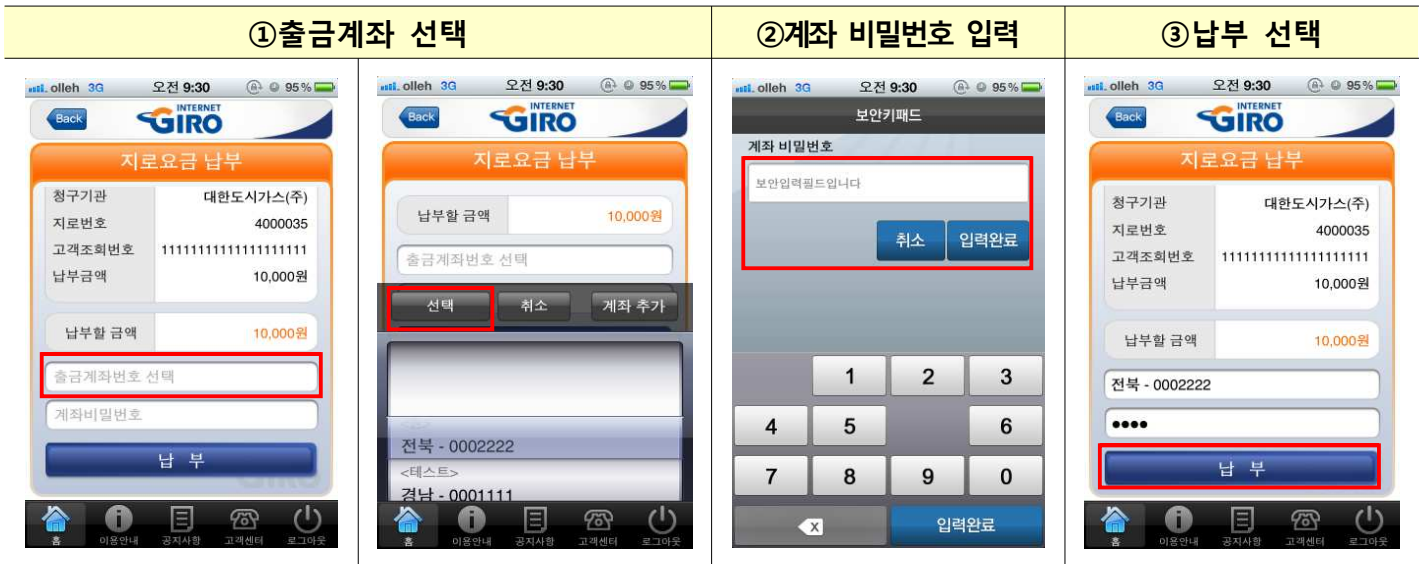 ①출금계좌 선택
②계좌 비밀번호 입력
③납부 선택
olleh 3G 오전 9:30 95%
Back INTERNET GIRO
지로요금 납부
청구기관 대한도시가스(주)
지로번호 4000035
고객조회번호 11111111111111111111
납부금액 10,000원
납부할 금액 10,000원
출금계좌번호 선택
계좌비밀번호
납 부
홈 이용안내 공지사항 고객센터 로그아웃
olleh 3G 오전 9:30 95%
Back INTERNET GIRO
지로요금 납부
납부할 금액 10,000원
출금계좌번호 선택
선택 취소 계좌 추가
전북 - 0002222
<테스트>
경남 - 0001111
홈 이용안내 공지사항 고객센터 로그아웃
olleh 3G 오전 9:30 95%
보안키패드
계좌 비밀번호
보안입력필드입니다
취소 입력완료
1 2 3
4 5 6
7 8 9 0
X 입력완료
olleh 3G 오전 9:30 95%
Back INTERNET GIRO
지로요금 납부
청구기관 대한도시가스(주)
지로번호 4000035
고객조회번호 11111111111111111111
납부금액 10,000원
납부할 금액 10,000원
전북 - 0002222
●●●●
납 부
홈 이용안내 공지사항 고객센터 로그아웃